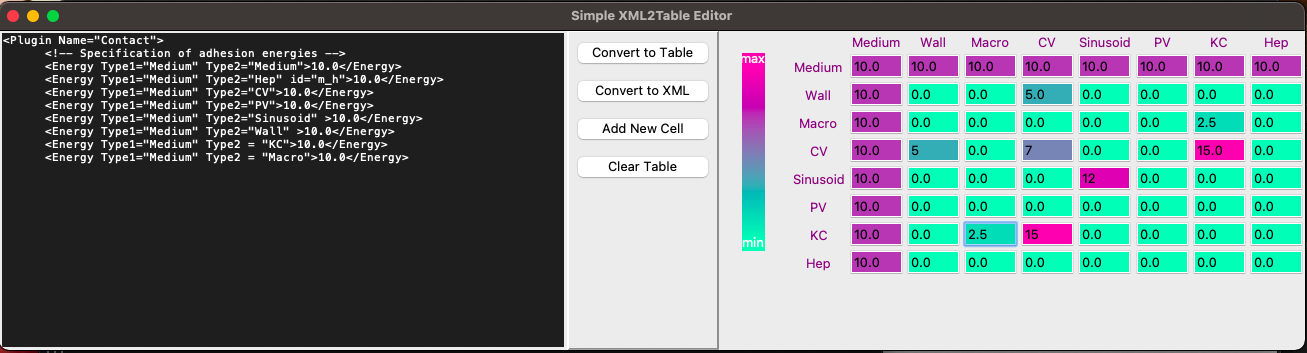 Simple XML2Table Editor
<Plugin Name="Contact">
<!-- Specification of adhesion energies -->
<Energy Type1="Medium" Type2="Medium">10.0</Energy>
<Energy Type1="Medium" Type2="Hep" id="m_h">10.0</Energy>
<Energy Type1="Medium" Type2="CV">10.0</Energy>
<Energy Type1="Medium" Type2="PV">10.0</Energy>
<Energy Type1="Medium" Type2="Sinusoid" >10.0</Energy>
<Energy Type1="Medium" Type2="Wall" >10.0</Energy>
<Energy Type1="Medium" Type2 = "KC">10.0</Energy>
<Energy Type1="Medium" Type2 = "Macro">10.0</Energy>
Convert to Table
Convert to XML
Add New Cell
Clear Table
max
min
Medium Wall Macro CV Sinusoid PV KC Hep
Medium 10.0 10.0 10.0 10.0 10.0 10.0 10.0 10.0
Wall 10.0 0.0 0.0 5.0 0.0 0.0 0.0 0.0
Macro 10.0 0.0 0.0 0.0 0.0 0.0 2.5 0.0
CV 10.0 5 0.0 7 0.0 0.0 15.0 0.0
Sinusoid 10.0 0.0 0.0 0.0 12 0.0 0.0 0.0
PV 10.0 0.0 0.0 0.0 0.0 0.0 0.0 0.0
KC 10.0 0.0 2.5 15 0.0 0.0 0.0 0.0
Hep 10.0 0.0 0.0 0.0 0.0 0.0 0.0 0.0